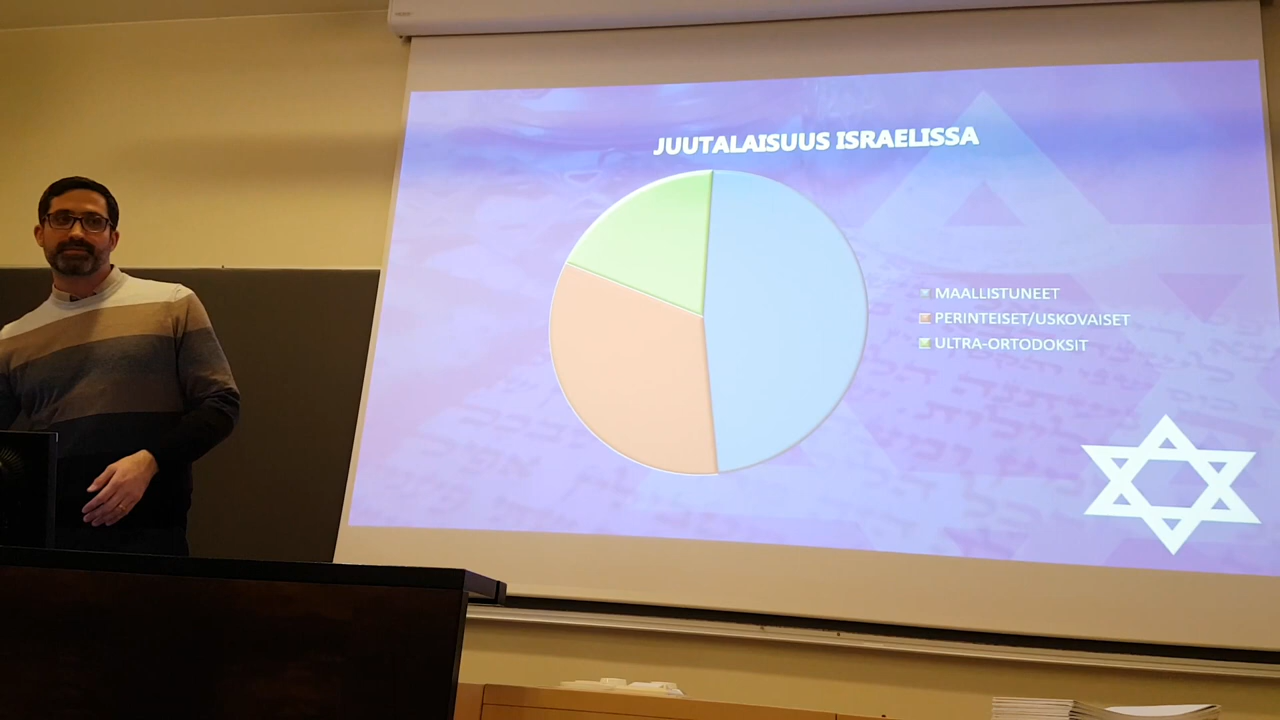 JUUTALAISUUS ISRAELISSA
MAALLISTUNEET
PERINTEISET/USKOVAISET
ULTRA-ORTODOKSIT